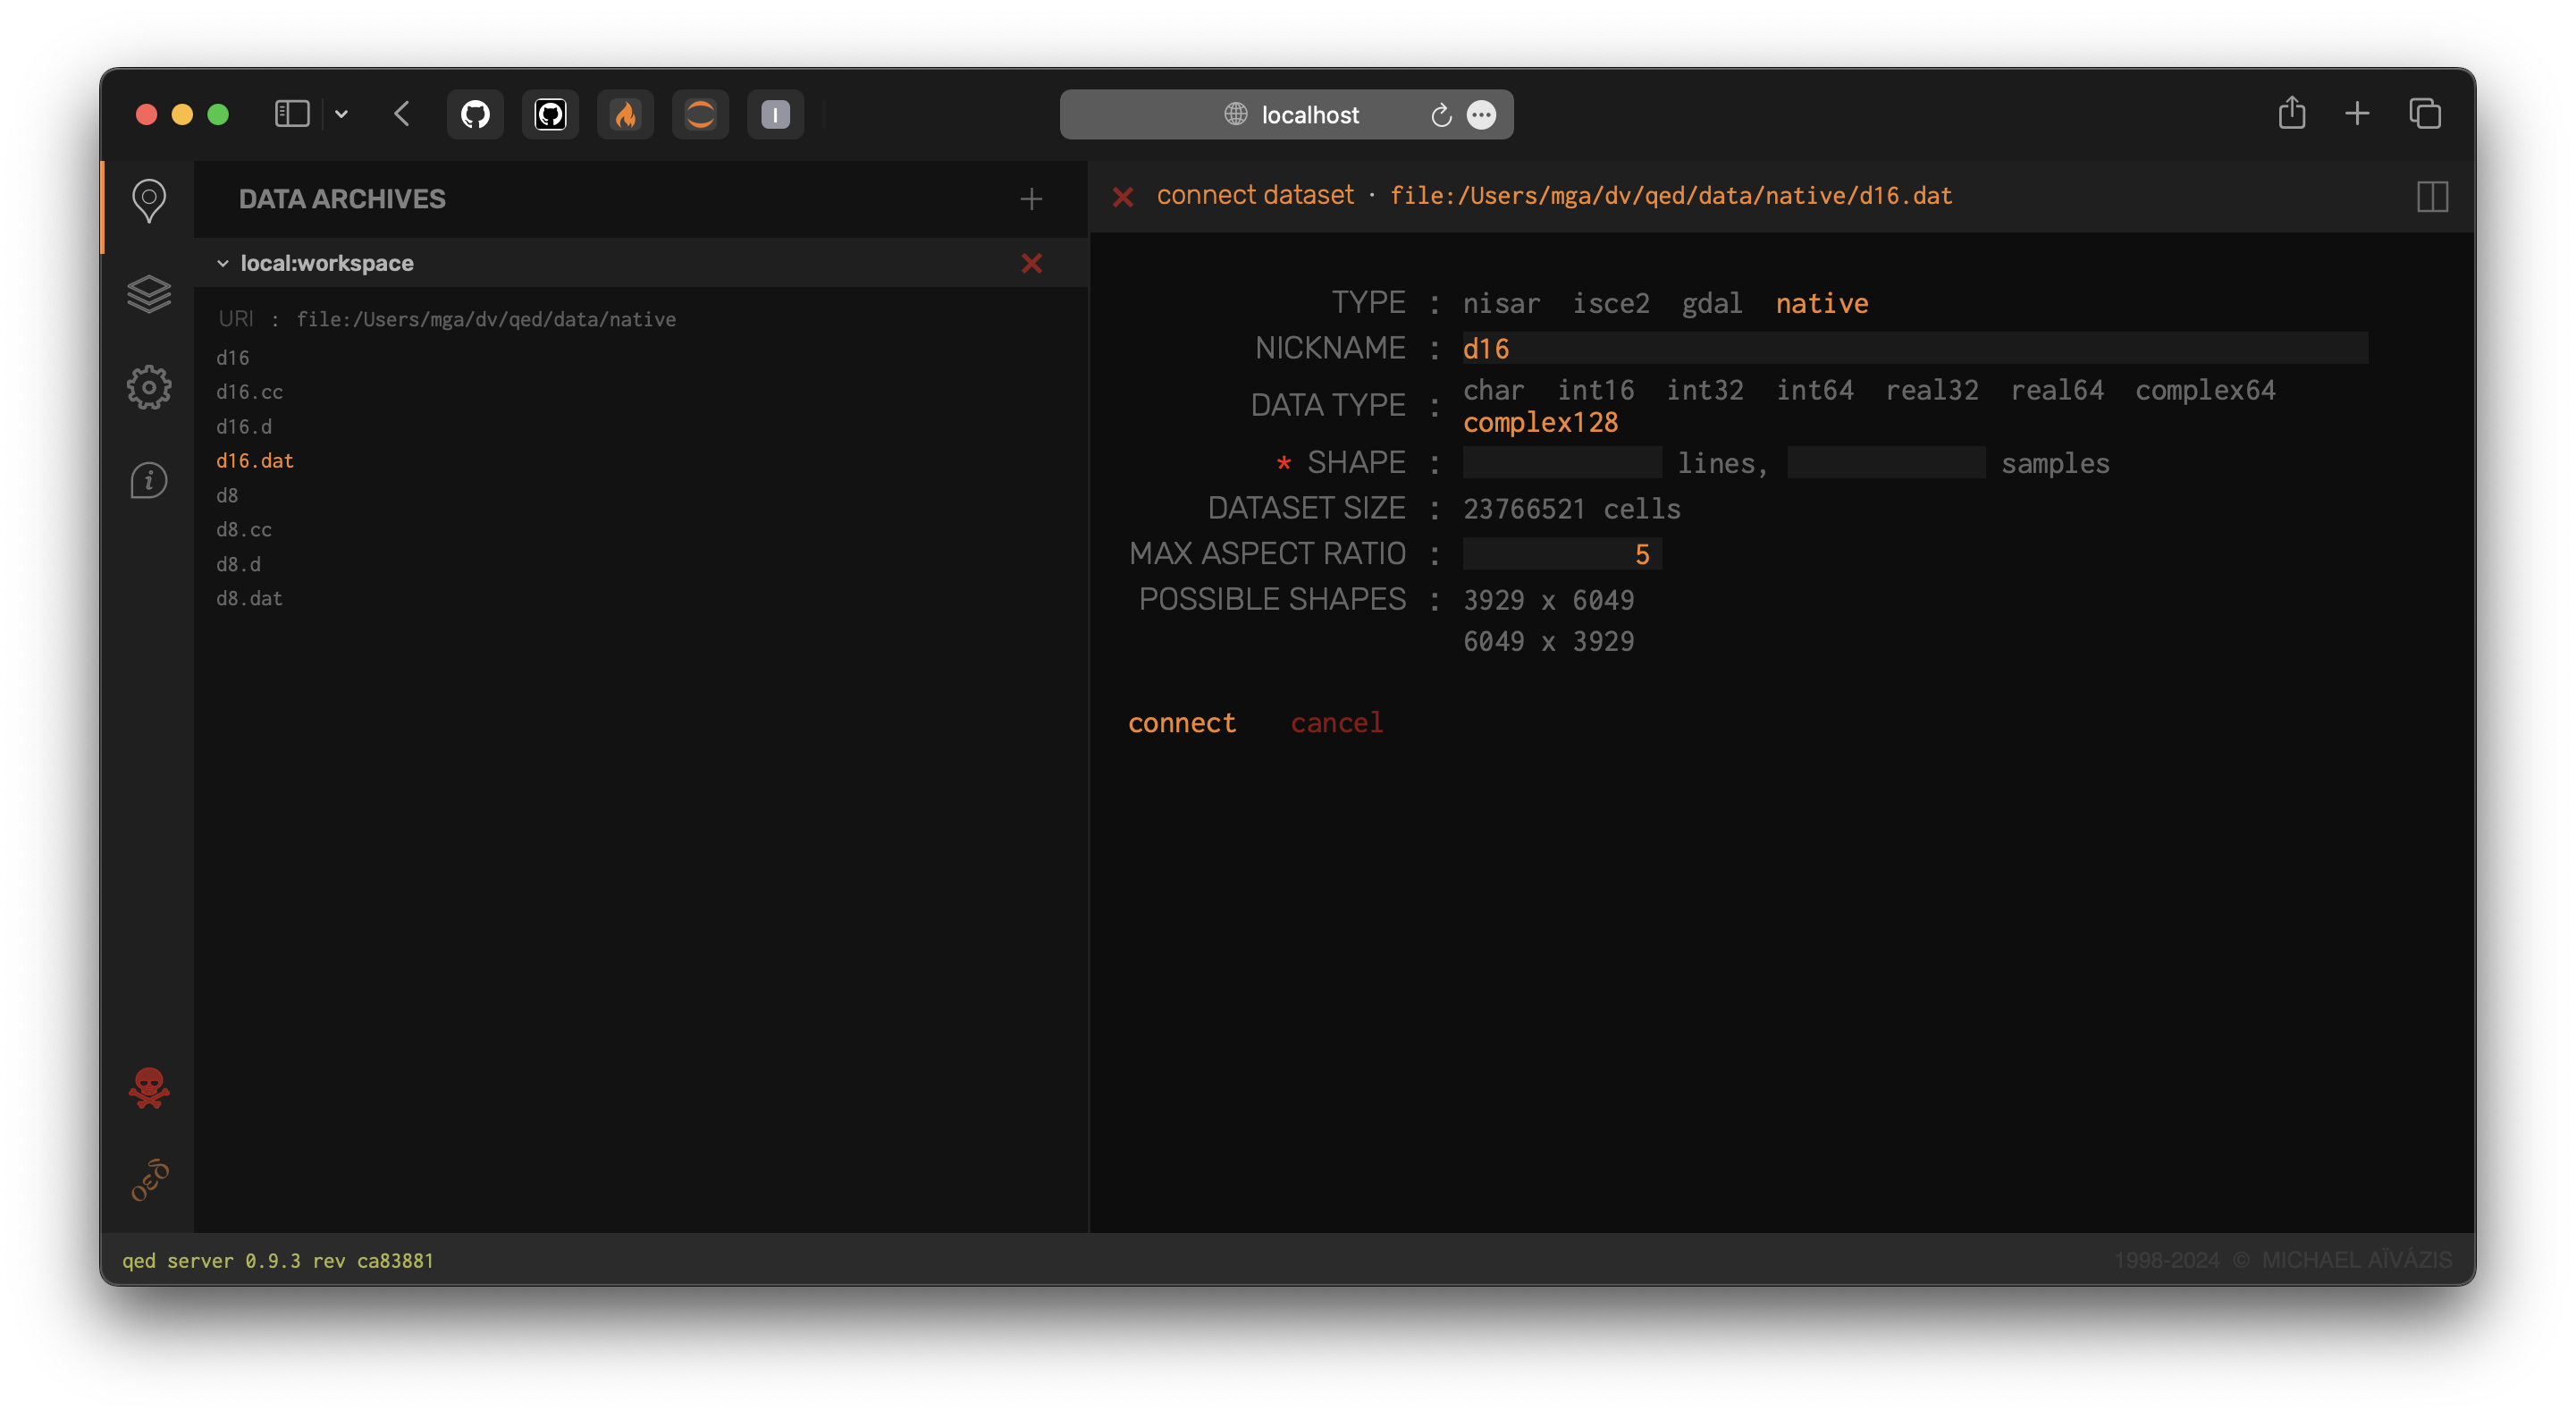 localhost
DATA ARCHIVES
local:workspace
URI : file:/Users/mga/dv/qed/data/native
d16
d16.cc
d16.d
d16.dat
d8
d8.cc
d8.d
d8.dat
connect dataset · file:/Users/mga/dv/qed/data/native/d16.dat
TYPE : nisar isce2 gdal native
NICKNAME : d16
DATA TYPE : char int16 int32 int64 real32 real64 complex64
complex128
* SHAPE : lines, samples
DATASET SIZE : 23766521 cells
MAX ASPECT RATIO : 5
POSSIBLE SHAPES : 3929 x 6049
6049 x 3929
connect cancel
qed server 0.9.3 rev ca83881
1998-2024 © MICHAEL AÏVÁZIS